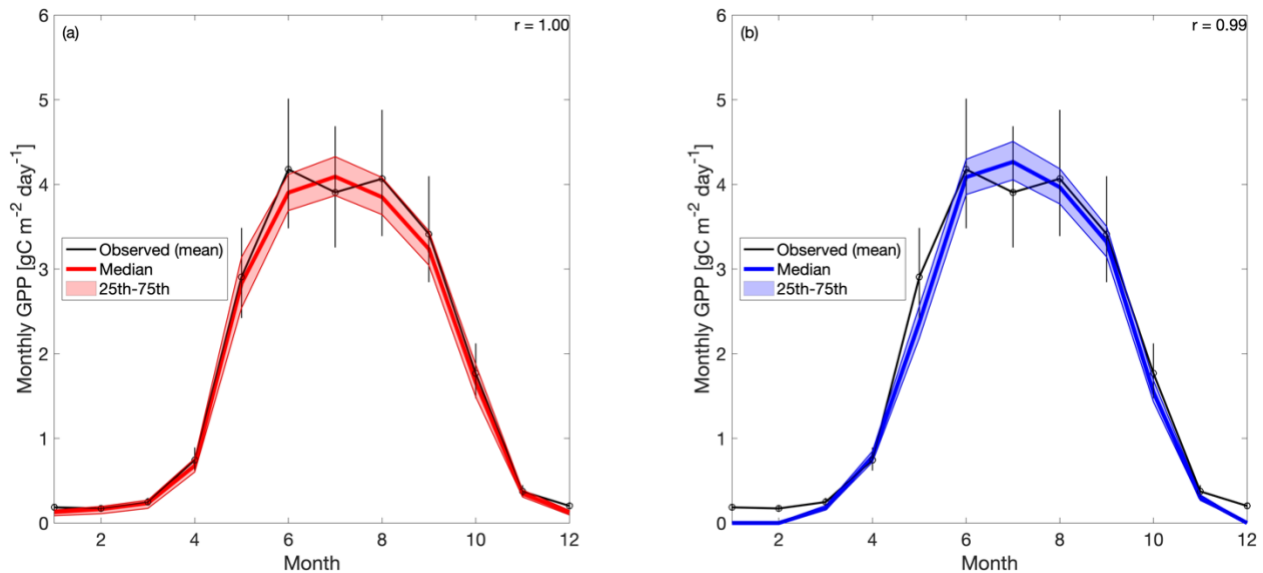 (a)
r = 1.00
6
5
4
3
2
1
0
Monthly GPP [gC m⁻² day⁻¹]
Observed (mean)
Median
25th-75th
2 4 6 8 10 12
Month
(b)
r = 0.99
6
5
4
3
2
1
0
Monthly GPP [gC m⁻² day⁻¹]
Observed (mean)
Median
25th-75th
2 4 6 8 10 12
Month